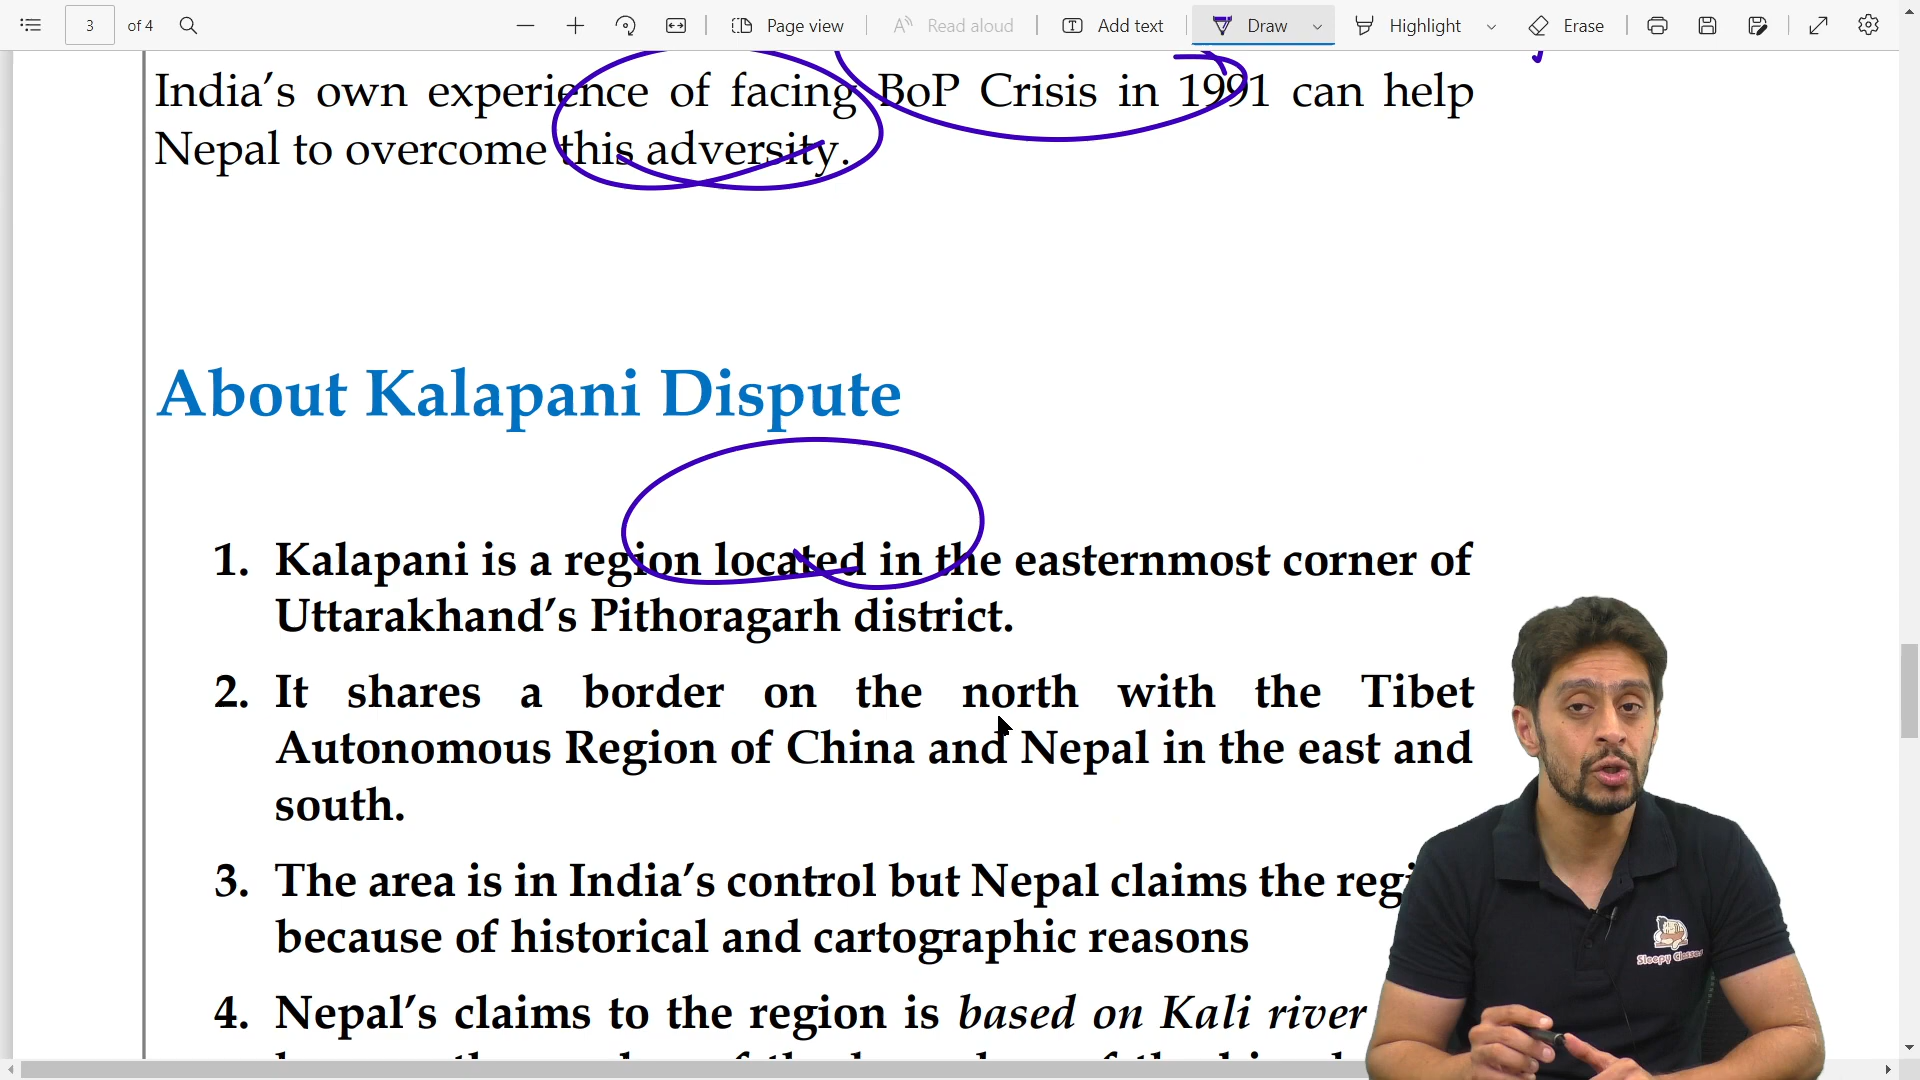 3 of 4 Page view Read aloud Add text Draw Highlight Erase
India's own experience of facing BoP Crisis in 1991 can help
Nepal to overcome this adversity.
About Kalapani Dispute
1. Kalapani is a region located in the easternmost corner of
Uttarakhand's Pithoragarh district.
2. It shares a border on the north with the Tibet
Autonomous Region of China and Nepal in the east and
south.
3. The area is in India's control but Nepal claims the regi
because of historical and cartographic reasons
4. Nepal's claims to the region is based on Kali river
Sleepy Classes